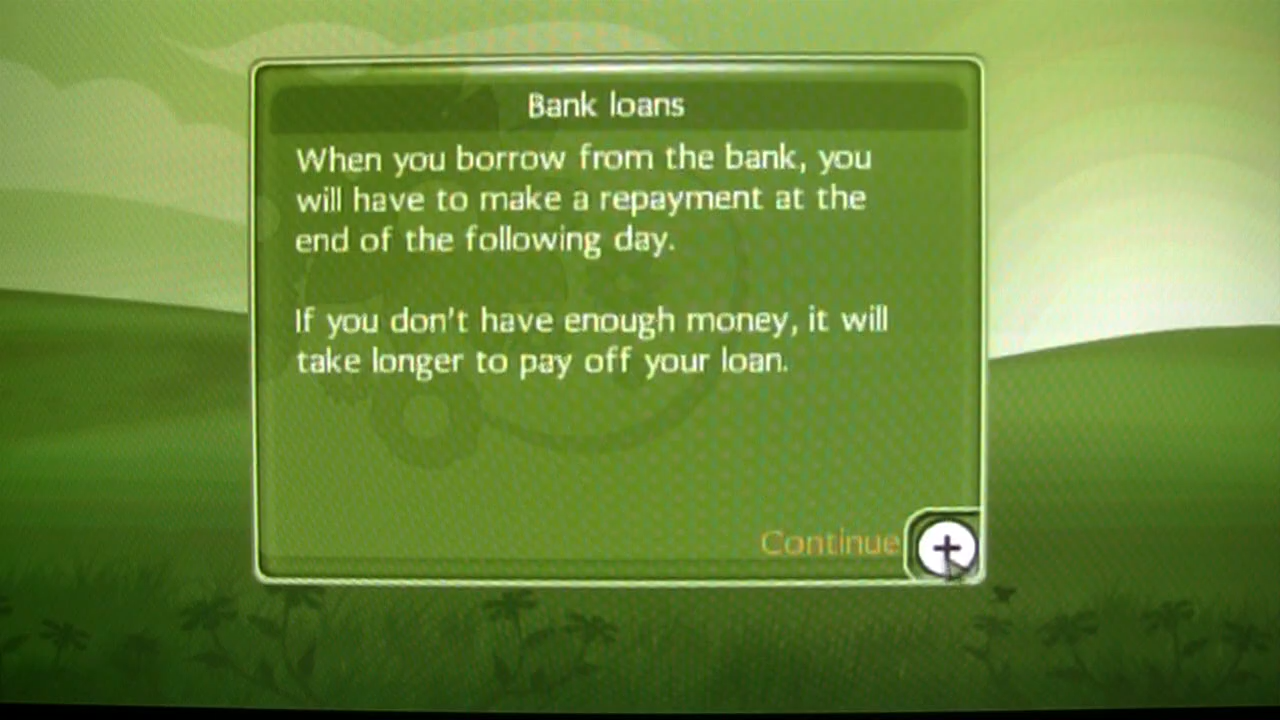 Bank loans
When you borrow from the bank, you
will have to make a repayment at the
end of the following day.
If you don't have enough money, it will
take longer to pay off your loan.
Continue